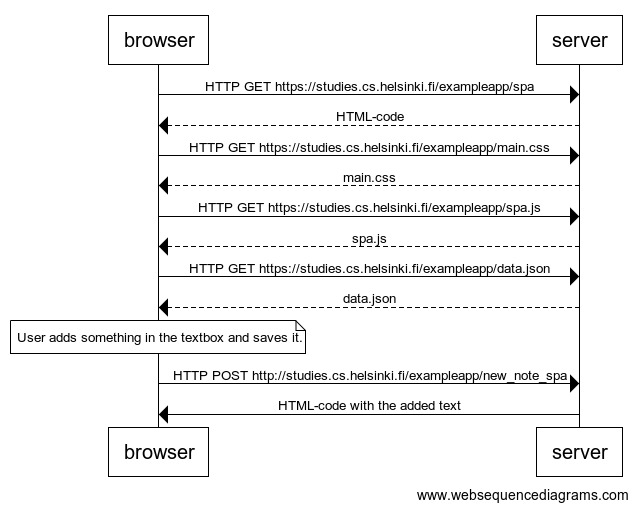 browser server
HTTP GET https://studies.cs.helsinki.fi/exampleapp/spa
HTML-code
HTTP GET https://studies.cs.helsinki.fi/exampleapp/main.css
main.css
HTTP GET https://studies.cs.helsinki.fi/exampleapp/spa.js
spa.js
HTTP GET https://studies.cs.helsinki.fi/exampleapp/data.json
data.json
User adds something in the textbox and saves it.
HTTP POST http://studies.cs.helsinki.fi/exampleapp/new_note_spa
HTML-code with the added text
browser server
www.websequencediagrams.com